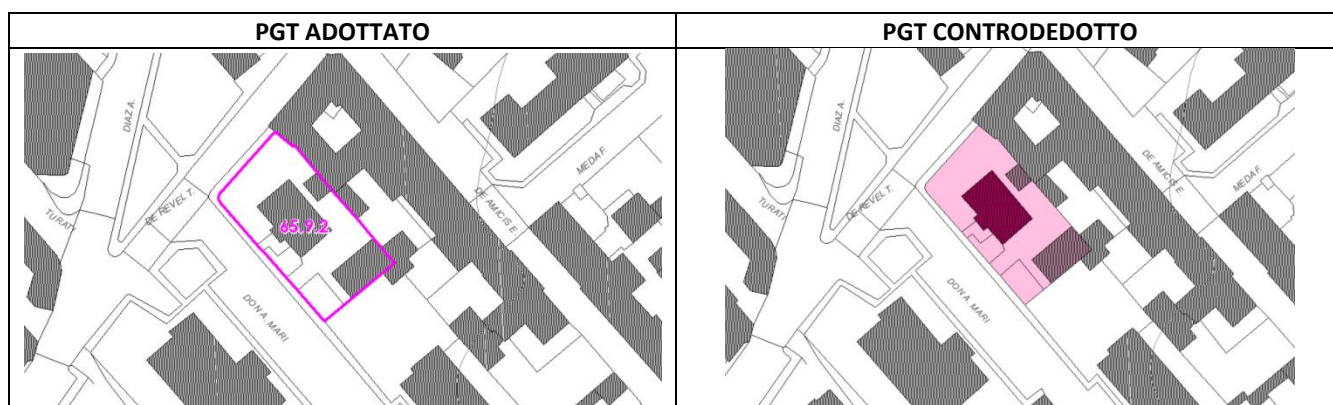 PGT ADOTTATO
PGT CONTRODEDOTTO
DIAZ A.
DE REVEL T.
TURATI
65.9.2
DON A. MARI
DE AMICIS E.
MEDA F.
DIAZ A.
DE REVEL T.
TURATI
DON A. MARI
DE AMICIS E.
MEDA F.